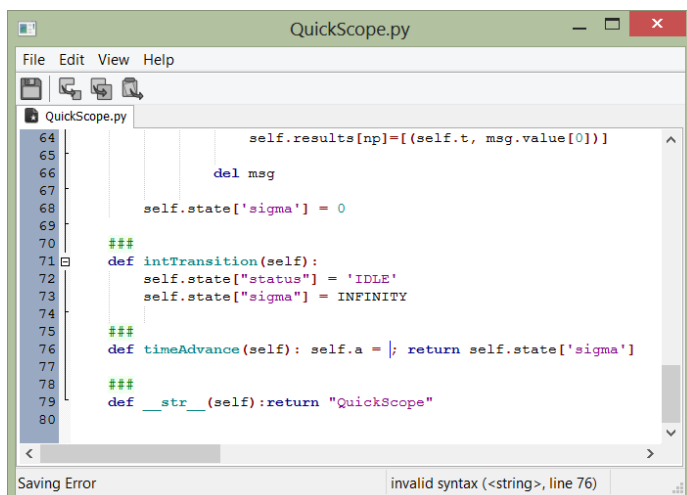 QuickScope.py
File Edit View Help
QuickScope.py
64 self.results[np]=[(self.t, msg.value[0])]
65
66 del msg
67
68 self.state['sigma'] = 0
69
70 ###
71 def intTransition(self):
72 self.state["status"] = 'IDLE'
73 self.state["sigma"] = INFINITY
74
75 ###
76 def timeAdvance(self): self.a = ; return self.state['sigma']
77
78 ###
79 def __str__(self):return "QuickScope"
80
Saving Error invalid syntax (<string>, line 76)